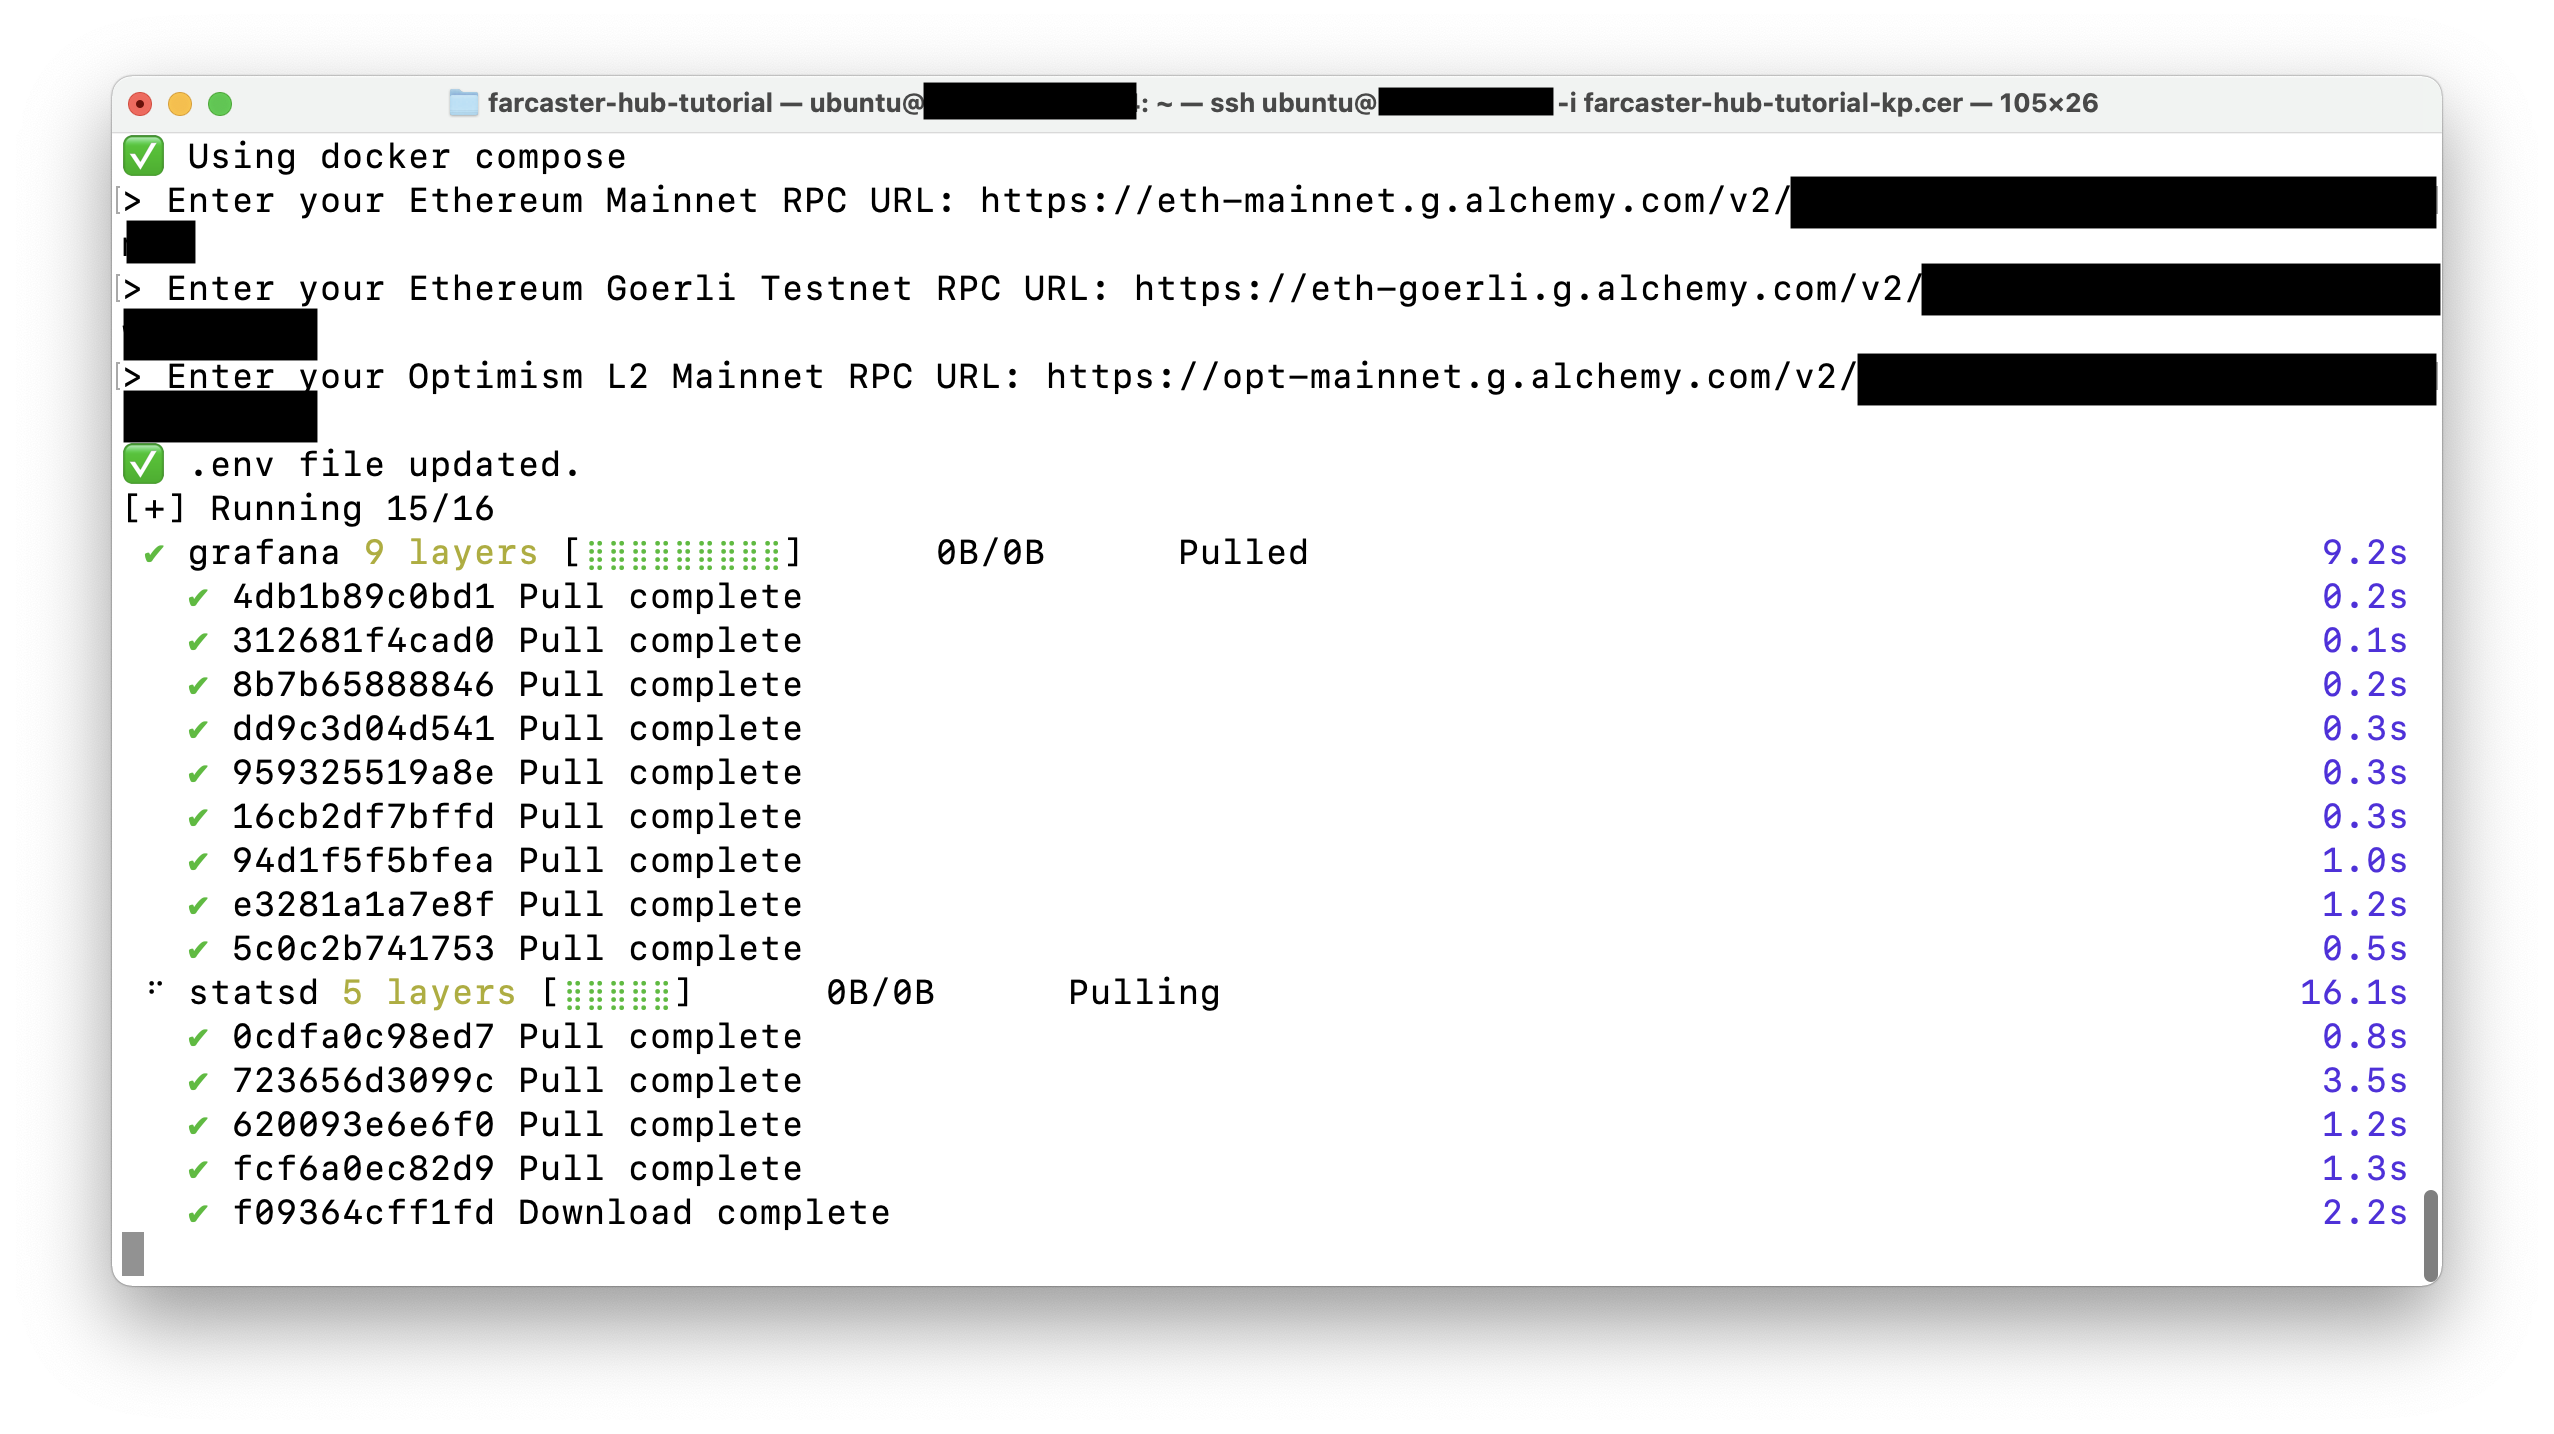 farcaster-hub-tutorial — ubuntu@ : ~ — ssh ubuntu@ -i farcaster-hub-tutorial-kp.cer — 105×26
✅ Using docker compose
> Enter your Ethereum Mainnet RPC URL: https://eth-mainnet.g.alchemy.com/v2/
> Enter your Ethereum Goerli Testnet RPC URL: https://eth-goerli.g.alchemy.com/v2/
> Enter your Optimism L2 Mainnet RPC URL: https://opt-mainnet.g.alchemy.com/v2/
✅ .env file updated.
[+] Running 15/16
✔ grafana 9 layers [⣿⣿⣿⣿⣿⣿⣿⣿⣿] 0B/0B Pulled 9.2s
✔ 4db1b89c0bd1 Pull complete 0.2s
✔ 312681f4cad0 Pull complete 0.1s
✔ 8b7b65888846 Pull complete 0.2s
✔ dd9c3d04d541 Pull complete 0.3s
✔ 959325519a8e Pull complete 0.3s
✔ 16cb2df7bffd Pull complete 0.3s
✔ 94d1f5f5bfea Pull complete 1.0s
✔ e3281a1a7e8f Pull complete 1.2s
✔ 5c0c2b741753 Pull complete 0.5s
⠋ statsd 5 layers [⣿⣿⣿⣿⣿] 0B/0B Pulling 16.1s
✔ 0cdfa0c98ed7 Pull complete 0.8s
✔ 723656d3099c Pull complete 3.5s
✔ 620093e6e6f0 Pull complete 1.2s
✔ fcf6a0ec82d9 Pull complete 1.3s
✔ f09364cff1fd Download complete 2.2s